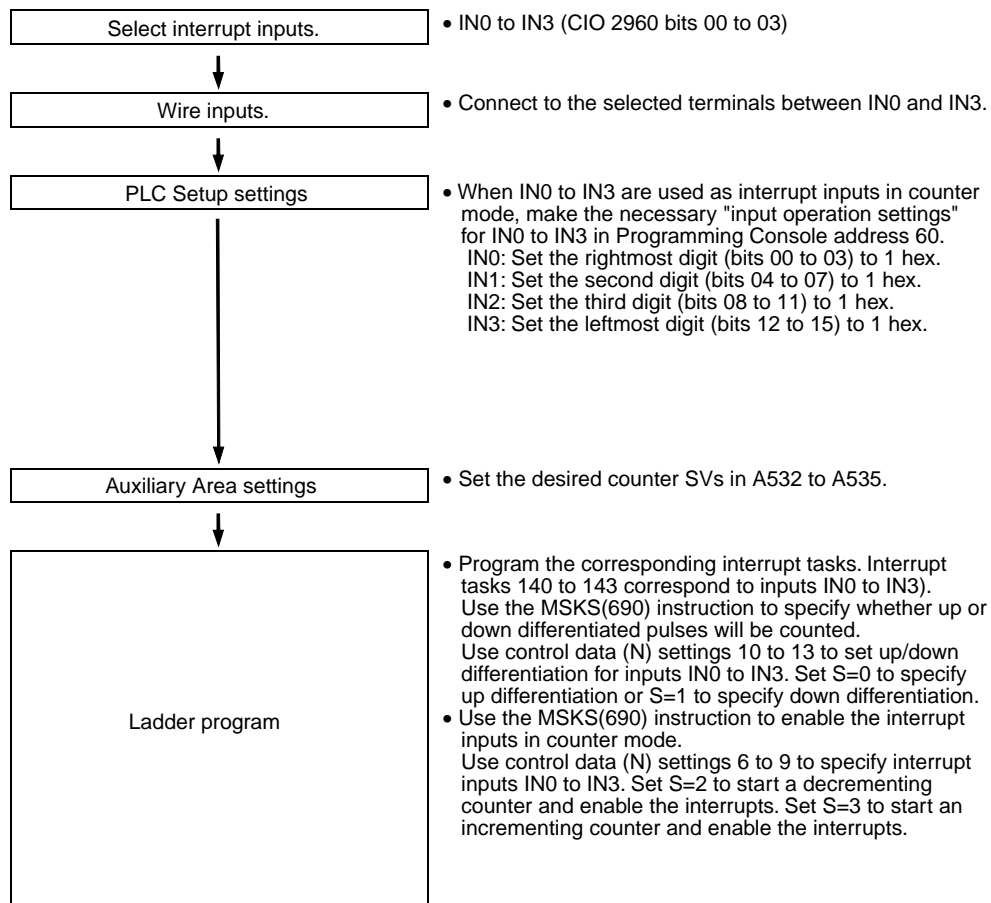 Select interrupt inputs.
• IN0 to IN3 (CIO 2960 bits 00 to 03)
Wire inputs.
• Connect to the selected terminals between IN0 and IN3.
PLC Setup settings
• When IN0 to IN3 are used as interrupt inputs in counter
mode, make the necessary "input operation settings"
for IN0 to IN3 in Programming Console address 60.
IN0: Set the rightmost digit (bits 00 to 03) to 1 hex.
IN1: Set the second digit (bits 04 to 07) to 1 hex.
IN2: Set the third digit (bits 08 to 11) to 1 hex.
IN3: Set the leftmost digit (bits 12 to 15) to 1 hex.
Auxiliary Area settings
• Set the desired counter SVs in A532 to A535.
Ladder program
• Program the corresponding interrupt tasks. Interrupt
tasks 140 to 143 correspond to inputs IN0 to IN3).
Use the MSKS(690) instruction to specify whether up or
down differentiated pulses will be counted.
Use control data (N) settings 10 to 13 to set up/down
differentiation for inputs IN0 to IN3. Set S=0 to specify
up differentiation or S=1 to specify down differentiation.
• Use the MSKS(690) instruction to enable the interrupt
inputs in counter mode.
Use control data (N) settings 6 to 9 to specify interrupt
inputs IN0 to IN3. Set S=2 to start a decrementing
counter and enable the interrupts. Set S=3 to start an
incrementing counter and enable the interrupts.